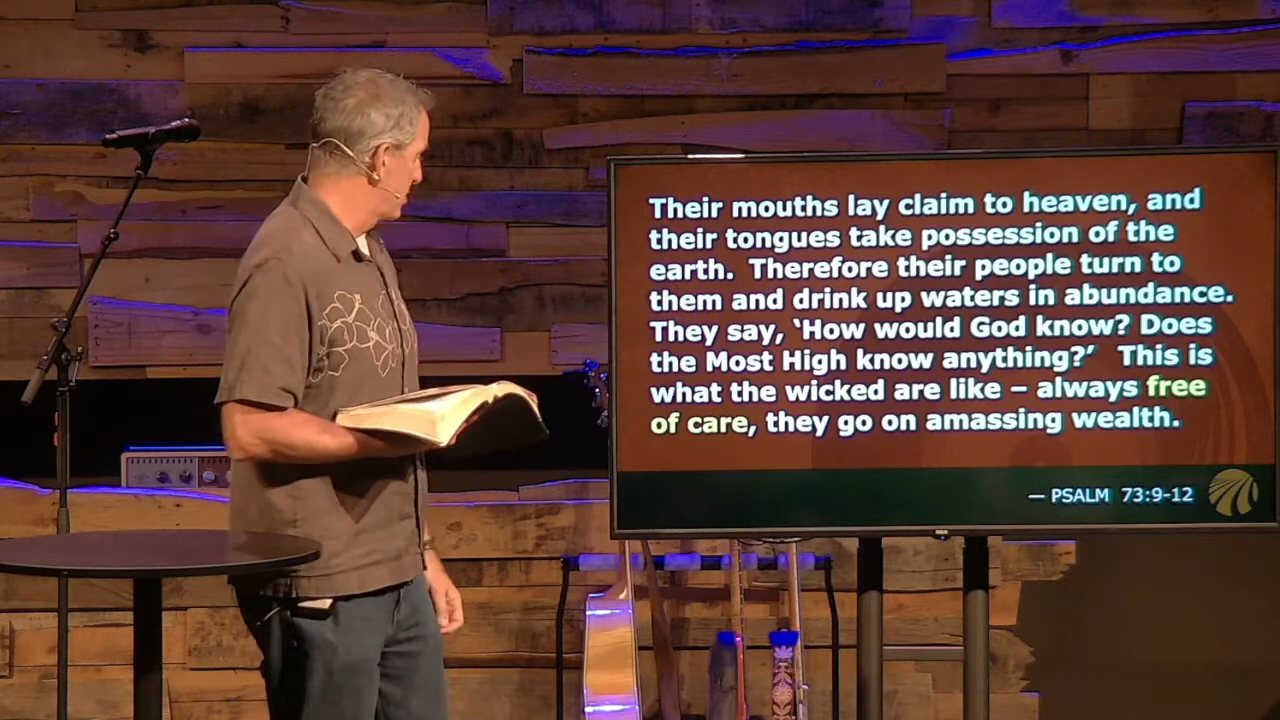 Their mouths lay claim to heaven, and
their tongues take possession of the
earth.  Therefore their people turn to
them and drink up waters in abundance.
They say, ‘How would God know? Does
the Most High know anything?’  This is
what the wicked are like – always free
of care, they go on amassing wealth.
— PSALM 73:9-12
RCA